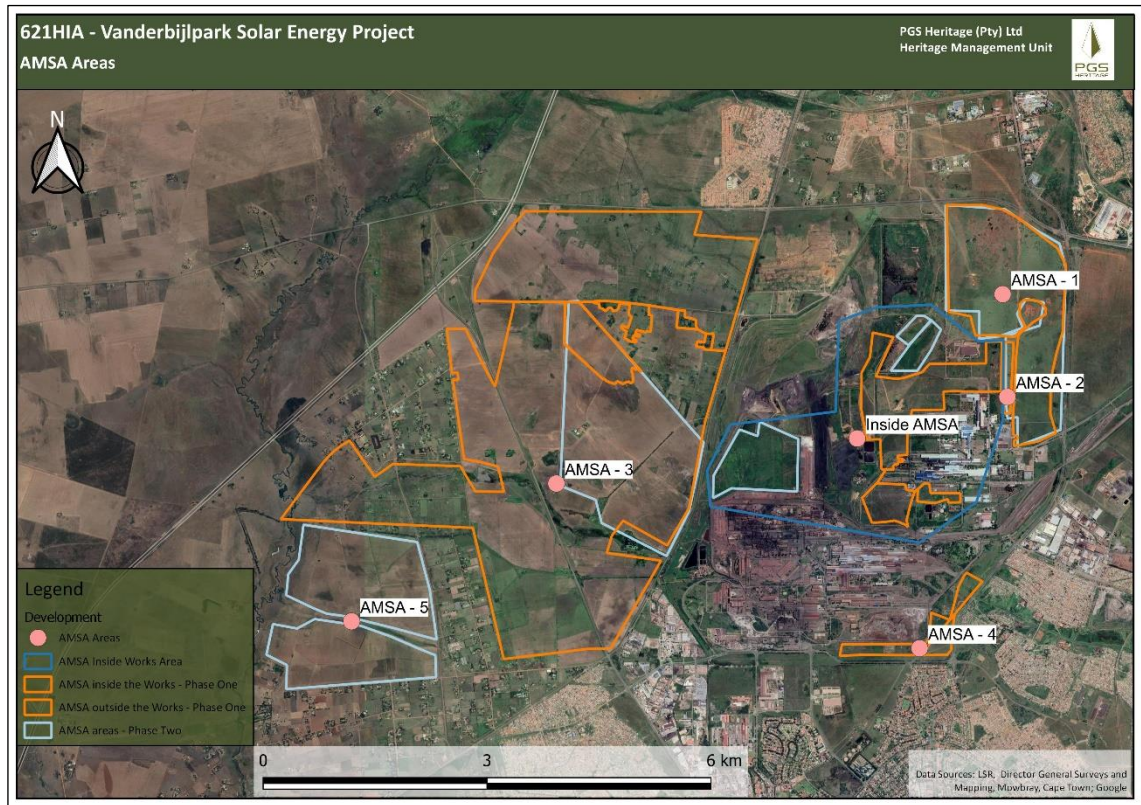 621HIA - Vanderbijlpark Solar Energy Project
AMSA Areas
PGS Heritage (Pty) Ltd
Heritage Management Unit
PGS
HERITAGE
N
AMSA - 1
AMSA - 2
Inside AMSA
AMSA - 3
AMSA - 5
AMSA - 4
Legend
Development
AMSA Areas
AMSA Inside Works Area
AMSA inside the Works - Phase One
AMSA outside the Works - Phase One
AMSA areas - Phase Two
0 3 6 km
Data Sources: LSR, Director General Surveys and
Mapping, Mowbray, Cape Town; Google